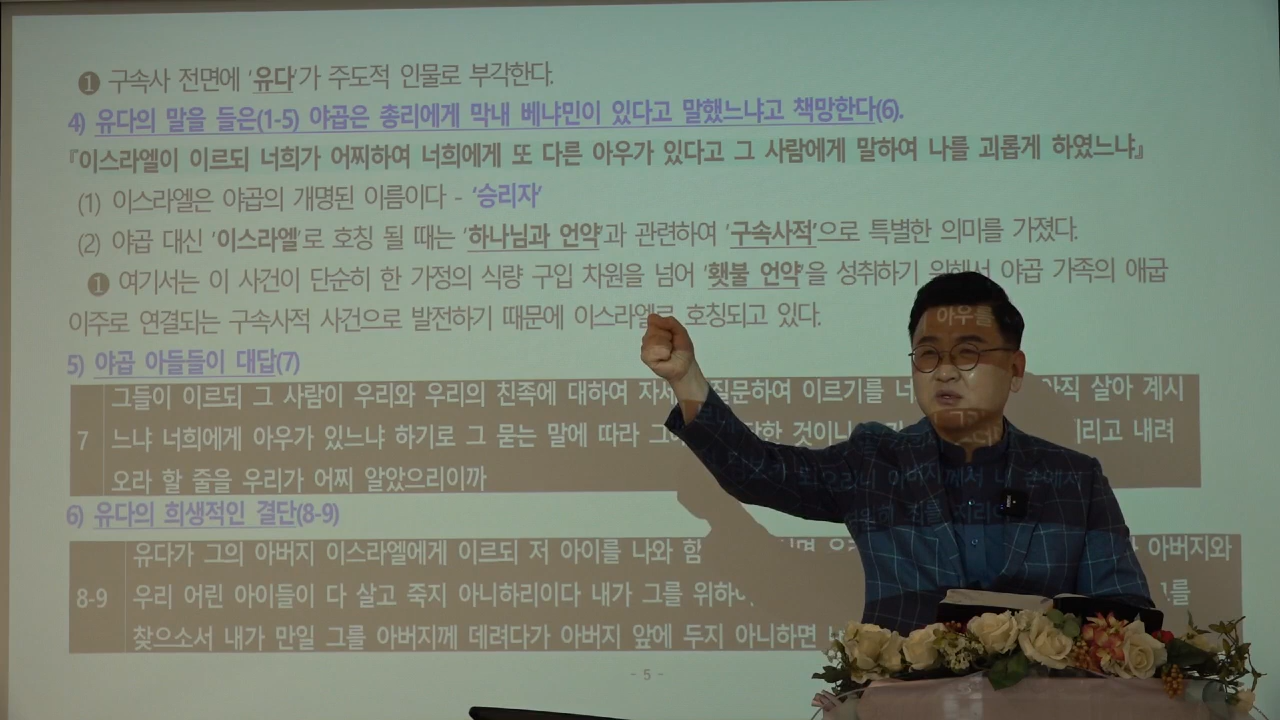 ❶ 구속사 전면에 '유다'가 주도적 인물로 부각한다.
4) 유다의 말을 들은(1-5) 야곱은 총리에게 막내 베냐민이 있다고 말했느냐고 책망한다(6).
『이스라엘이 이르되 너희가 어찌하여 너희에게 또 다른 아우가 있다고 그 사람에게 말하여 나를 괴롭게 하였느냐』
(1) 이스라엘은 야곱의 개명된 이름이다 - '승리자'
(2) 야곱 대신 '이스라엘'로 호칭 될 때는 '하나님과 언약'과 관련하여 '구속사적'으로 특별한 의미를 가졌다.
❶ 여기서는 이 사건이 단순히 한 가정의 식량 구입 차원을 넘어 '횃불 언약'을 성취하기 위해서 야곱 가족의 애굽
이주로 연결되는 구속사적 사건으로 발전하기 때문에 이스라엘로 호칭되고 있다.
5) 야곱 아들들이 대답(7)
그들이 이르되 그 사람이 우리와 우리의 친족에 대하여 질문하여 이르기를 살아 계시
7 느냐 너희에게 아우가 있느냐 하기로 그 묻는 말에 따라 것이니 내려
오라 할 줄을 우리가 어찌 알았으리이까
6) 유다의 희생적인 결단(8-9)
유다가 그의 아버지 이스라엘에게 이르되 저 아이를 나와 아버지와
8-9 우리 어린 아이들이 다 살고 죽지 아니하리이다 내가 그를
찾으소서 내가 만일 그를 아버지께 데려다가 아버지 앞에 두지 아니하면
- 5 -